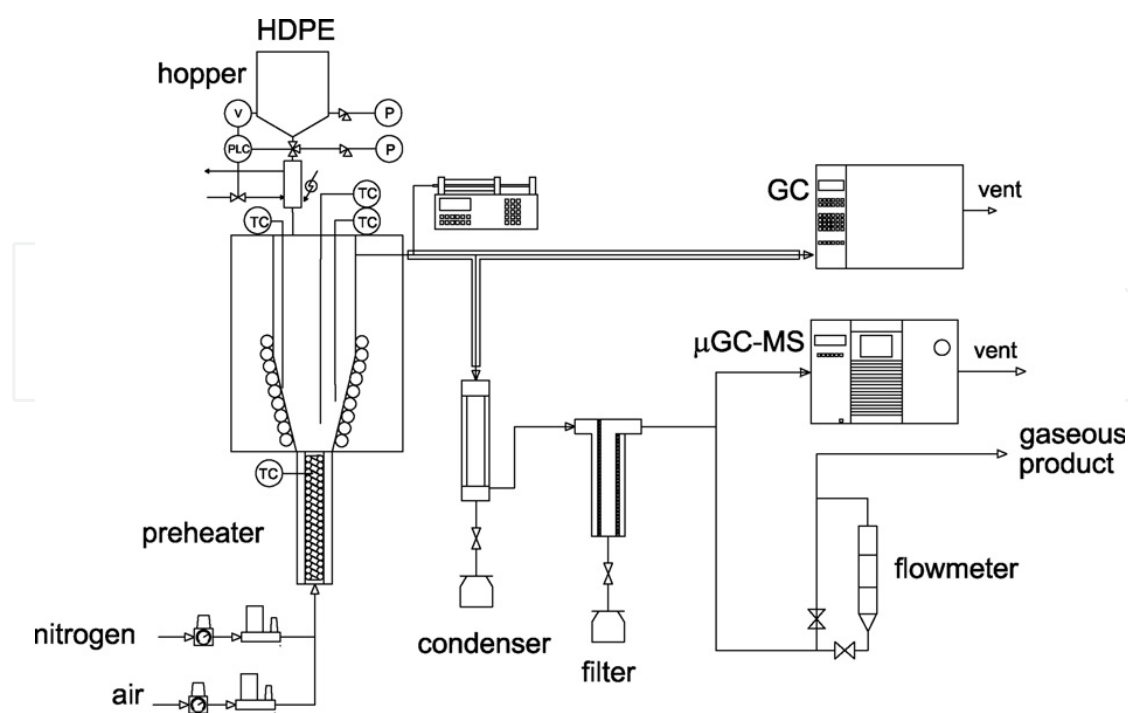 HDPE
hopper
V
P
PLC
P
TC
TC
TC
GC
vent
μGC-MS
vent
gaseous
product
TC
preheater
flowmeter
nitrogen
condenser
filter
air